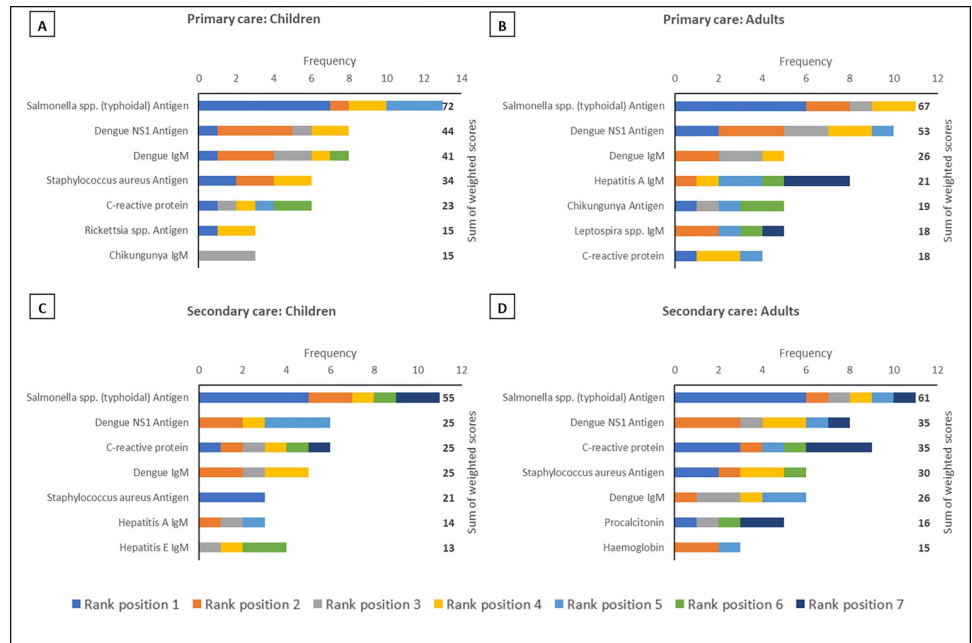 A
Primary care: Children
Frequency
0 2 4 6 8 10 12 14
Salmonella spp. (typhoidal) Antigen 72
Dengue NS1 Antigen 44
Dengue IgM 41
Staphylococcus aureus Antigen 34
C-reactive protein 23
Rickettsia spp. Antigen 15
Chikungunya IgM 15
Sum of weighted scores
B
Primary care: Adults
Frequency
0 2 4 6 8 10 12
Salmonella spp. (typhoidal) Antigen 67
Dengue NS1 Antigen 53
Dengue IgM 26
Hepatitis A IgM 21
Chikungunya Antigen 19
Leptospira spp. IgM 18
C-reactive protein 18
Sum of weighted scores
C
Secondary care: Children
Frequency
0 2 4 6 8 10 12
Salmonella spp. (typhoidal) Antigen 55
Dengue NS1 Antigen 25
C-reactive protein 25
Dengue IgM 25
Staphylococcus aureus Antigen 21
Hepatitis A IgM 14
Hepatitis E IgM 13
Sum of weighted scores
D
Secondary care: Adults
Frequency
0 2 4 6 8 10 12
Salmonella spp. (typhoidal) Antigen 61
Dengue NS1 Antigen 35
C-reactive protein 35
Staphylococcus aureus Antigen 30
Dengue IgM 26
Procalcitonin 16
Haemoglobin 15
Sum of weighted scores
Rank position 1 Rank position 2 Rank position 3 Rank position 4 Rank position 5 Rank position 6 Rank position 7